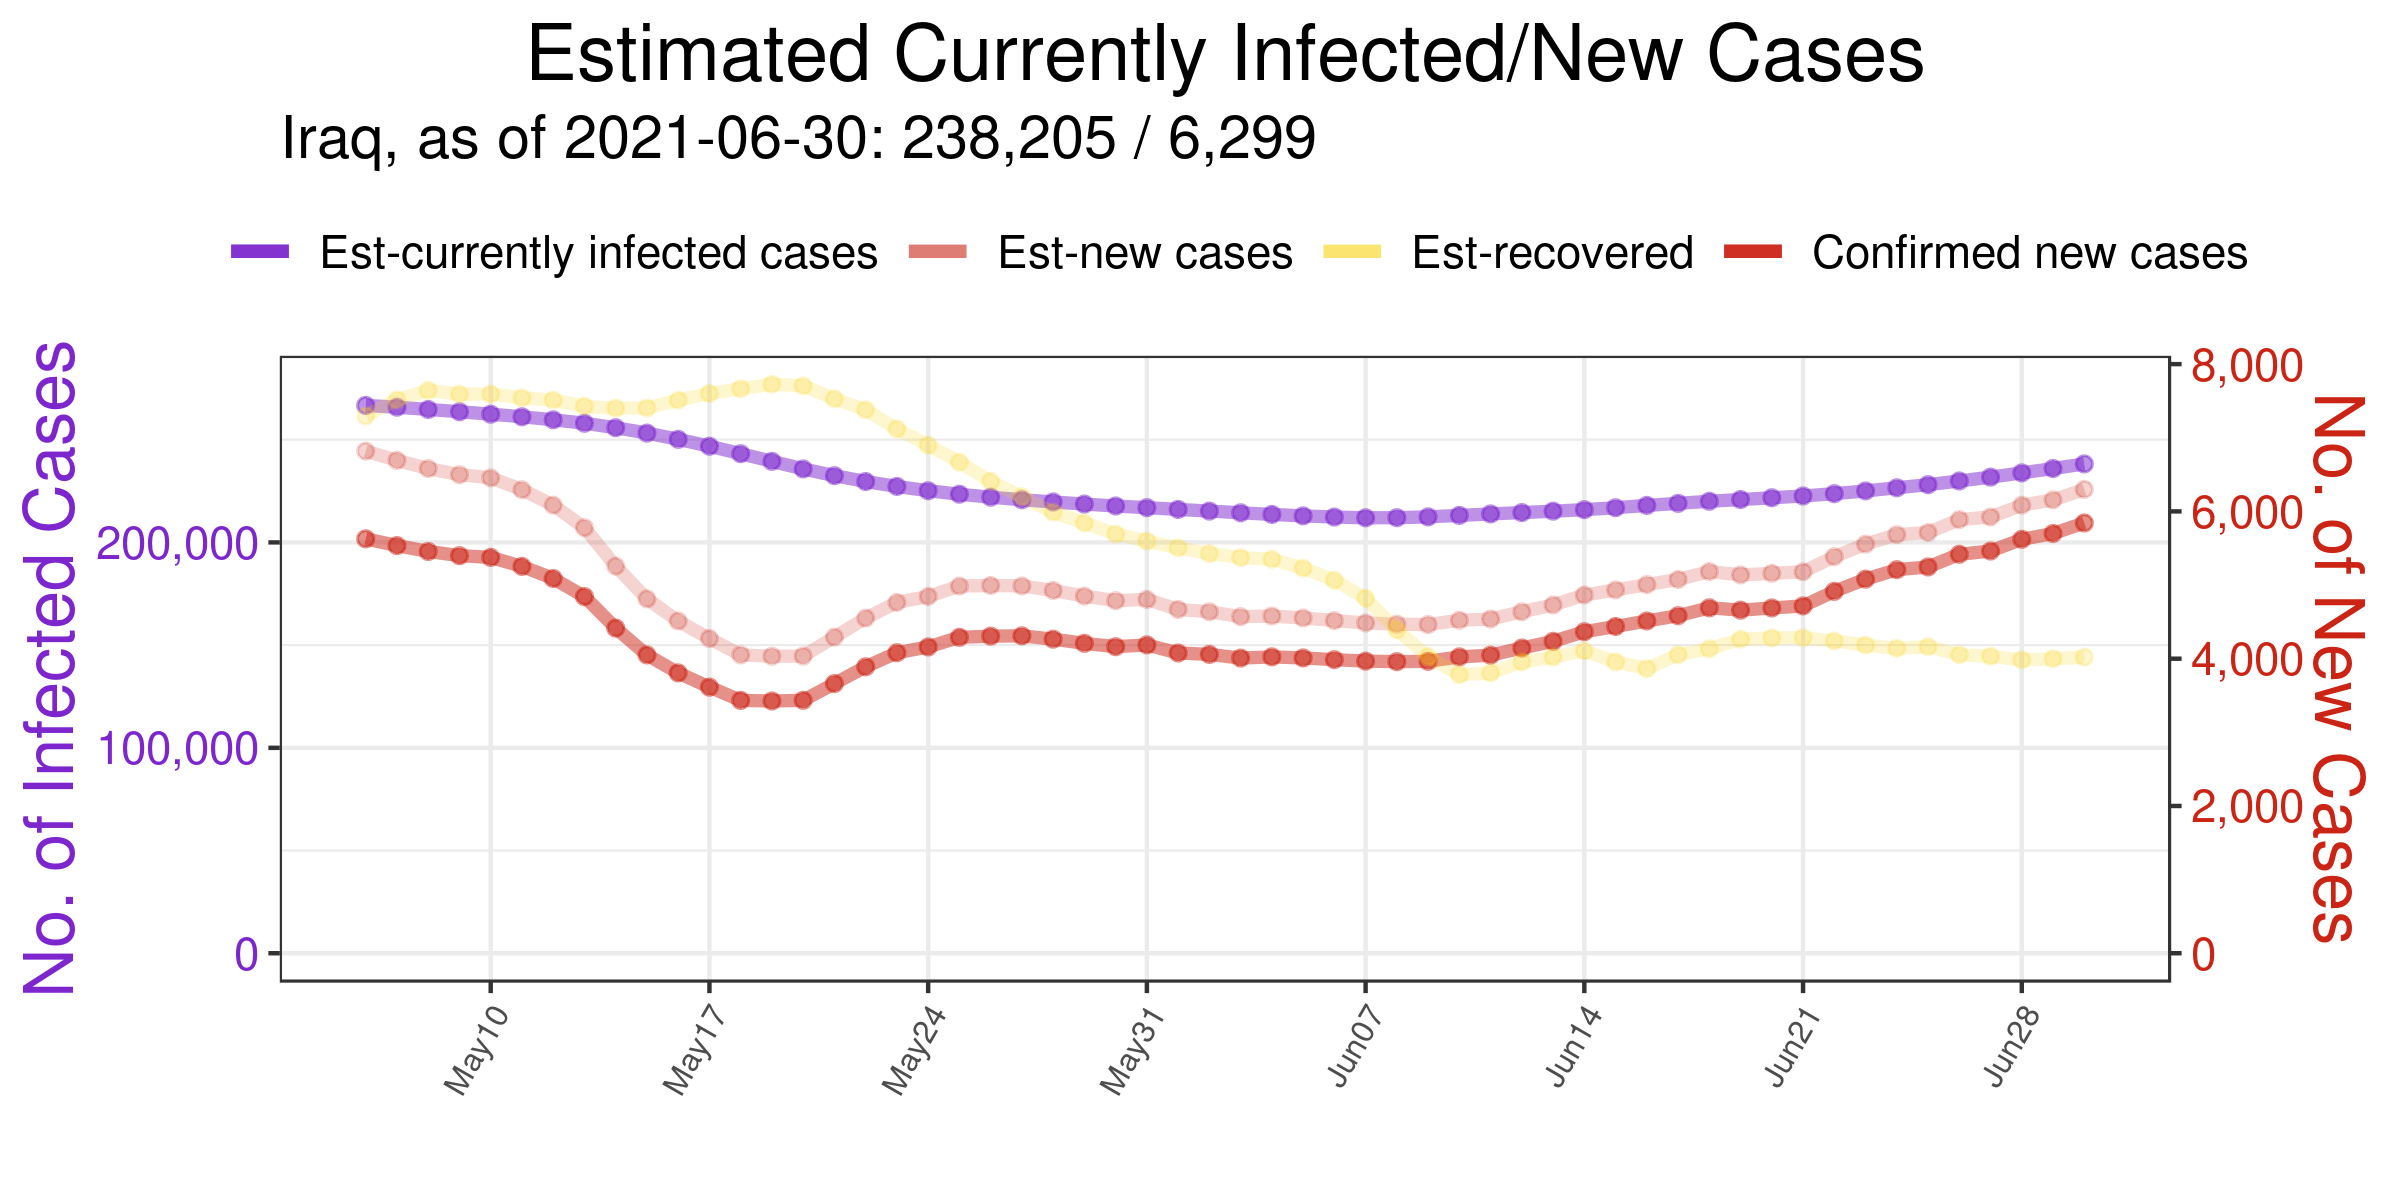 Estimated Currently Infected/New Cases
Iraq, as of 2021-06-30: 238,205 / 6,299
Est-currently infected cases Est-new cases Est-recovered Confirmed new cases
No. of Infected Cases
200,000
100,000
0
8,000
6,000
4,000
2,000
0
No. of New Cases
May10 May17 May24 May31 Jun07 Jun14 Jun21 Jun28